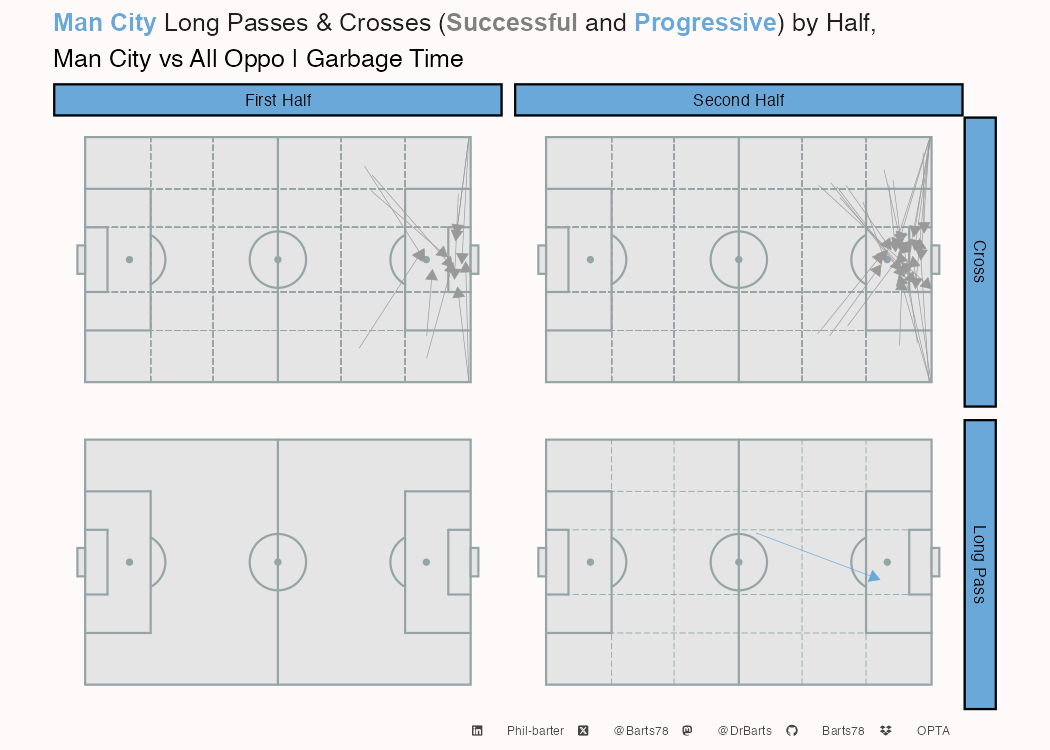 Man City Long Passes & Crosses (Successful and Progressive) by Half,
Man City vs All Oppo | Garbage Time
First Half
Second Half
Cross
Long Pass
Phil-barter @Barts78 @DrBarts Barts78 OPTA